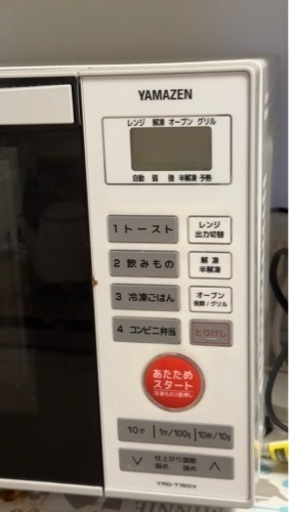 YAMAZEN
レンジ 解凍 オーブン グリル
自動 弱 強 半解凍 予熱
1 トースト
レンジ
出力切替
2 飲みもの
解凍
半解凍
3 冷凍ごはん
オーブン
発酵/グリル
4 コンビニ弁当
とりけし
あたため
スタート
10分 1分/100g 10秒/10g
仕上がり調節
弱め 強め
YRD-T180V